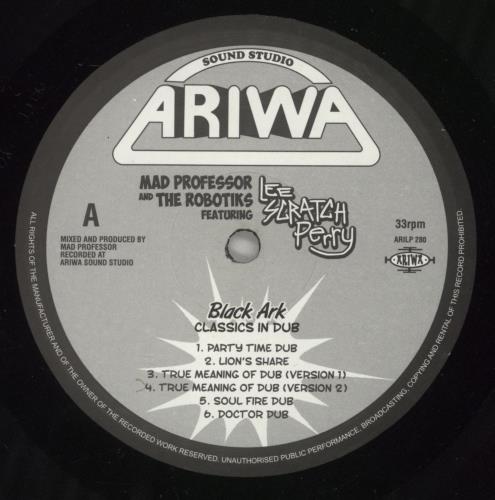 SOUND STUDIO
ARIWA
MAD PROFESSOR
AND THE ROBOTIKS
FEATURING
LEE
SCRATCH
PERRY
A
33rpm
ARILP 280
ARIWA
MIXED AND PRODUCED BY
MAD PROFESSOR
RECORDED AT
ARIWA SOUND STUDIO
Black Ark
CLASSICS IN DUB
1. PARTY TIME DUB
2. LION'S SHARE
3. TRUE MEANING OF DUB (VERSION 1)
4. TRUE MEANING OF DUB (VERSION 2)
5. SOUL FIRE DUB
6. DOCTOR DUB
ALL RIGHTS OF THE MANUFACTURER AND OF THE OWNER OF THE RECORDED WORK RESERVED. UNAUTHORISED PUBLIC PERFORMANCE, BROADCASTING, COPYING AND RENTAL OF THIS RECORD PROHIBITED.